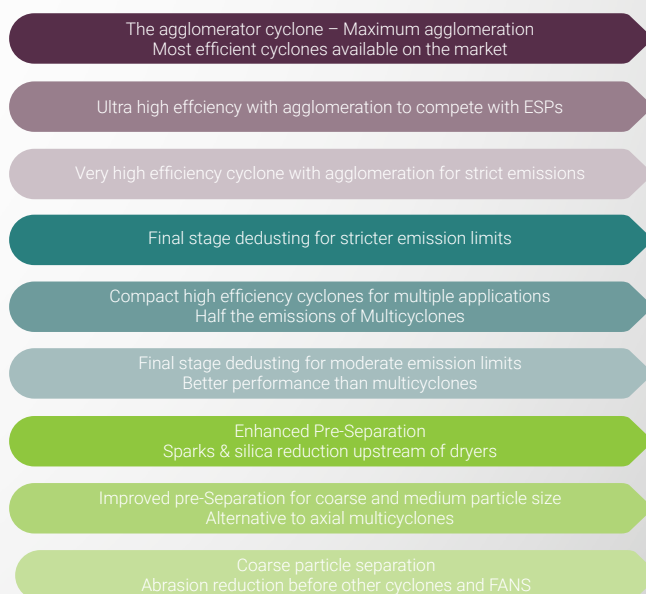 The agglomerator cyclone – Maximum agglomeration
Most efficient cyclones available on the market
Ultra high effciency with agglomeration to compete with ESPs
Very high efficiency cyclone with agglomeration for strict emissions
Final stage dedusting for stricter emission limits
Compact high efficiency cyclones for multiple applications
Half the emissions of Multicyclones
Final stage dedusting for moderate emission limits
Better performance than multicyclones
Enhanced Pre-Separation
Sparks & silica reduction upstream of dryers
Improved pre-Separation for coarse and medium particle size
Alternative to axial multicyclones
Coarse particle separation
Abrasion reduction before other cyclones and FANS